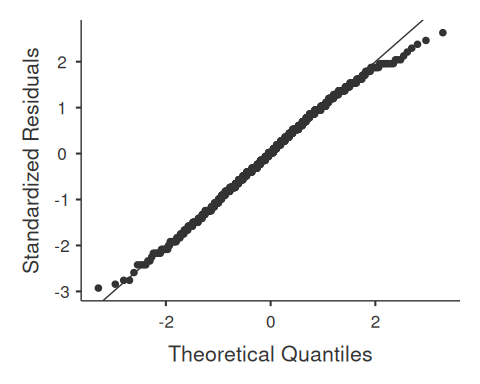 Standardized Residuals
2
1
0
-1
-2
-3
-2 0 2
Theoretical Quantiles